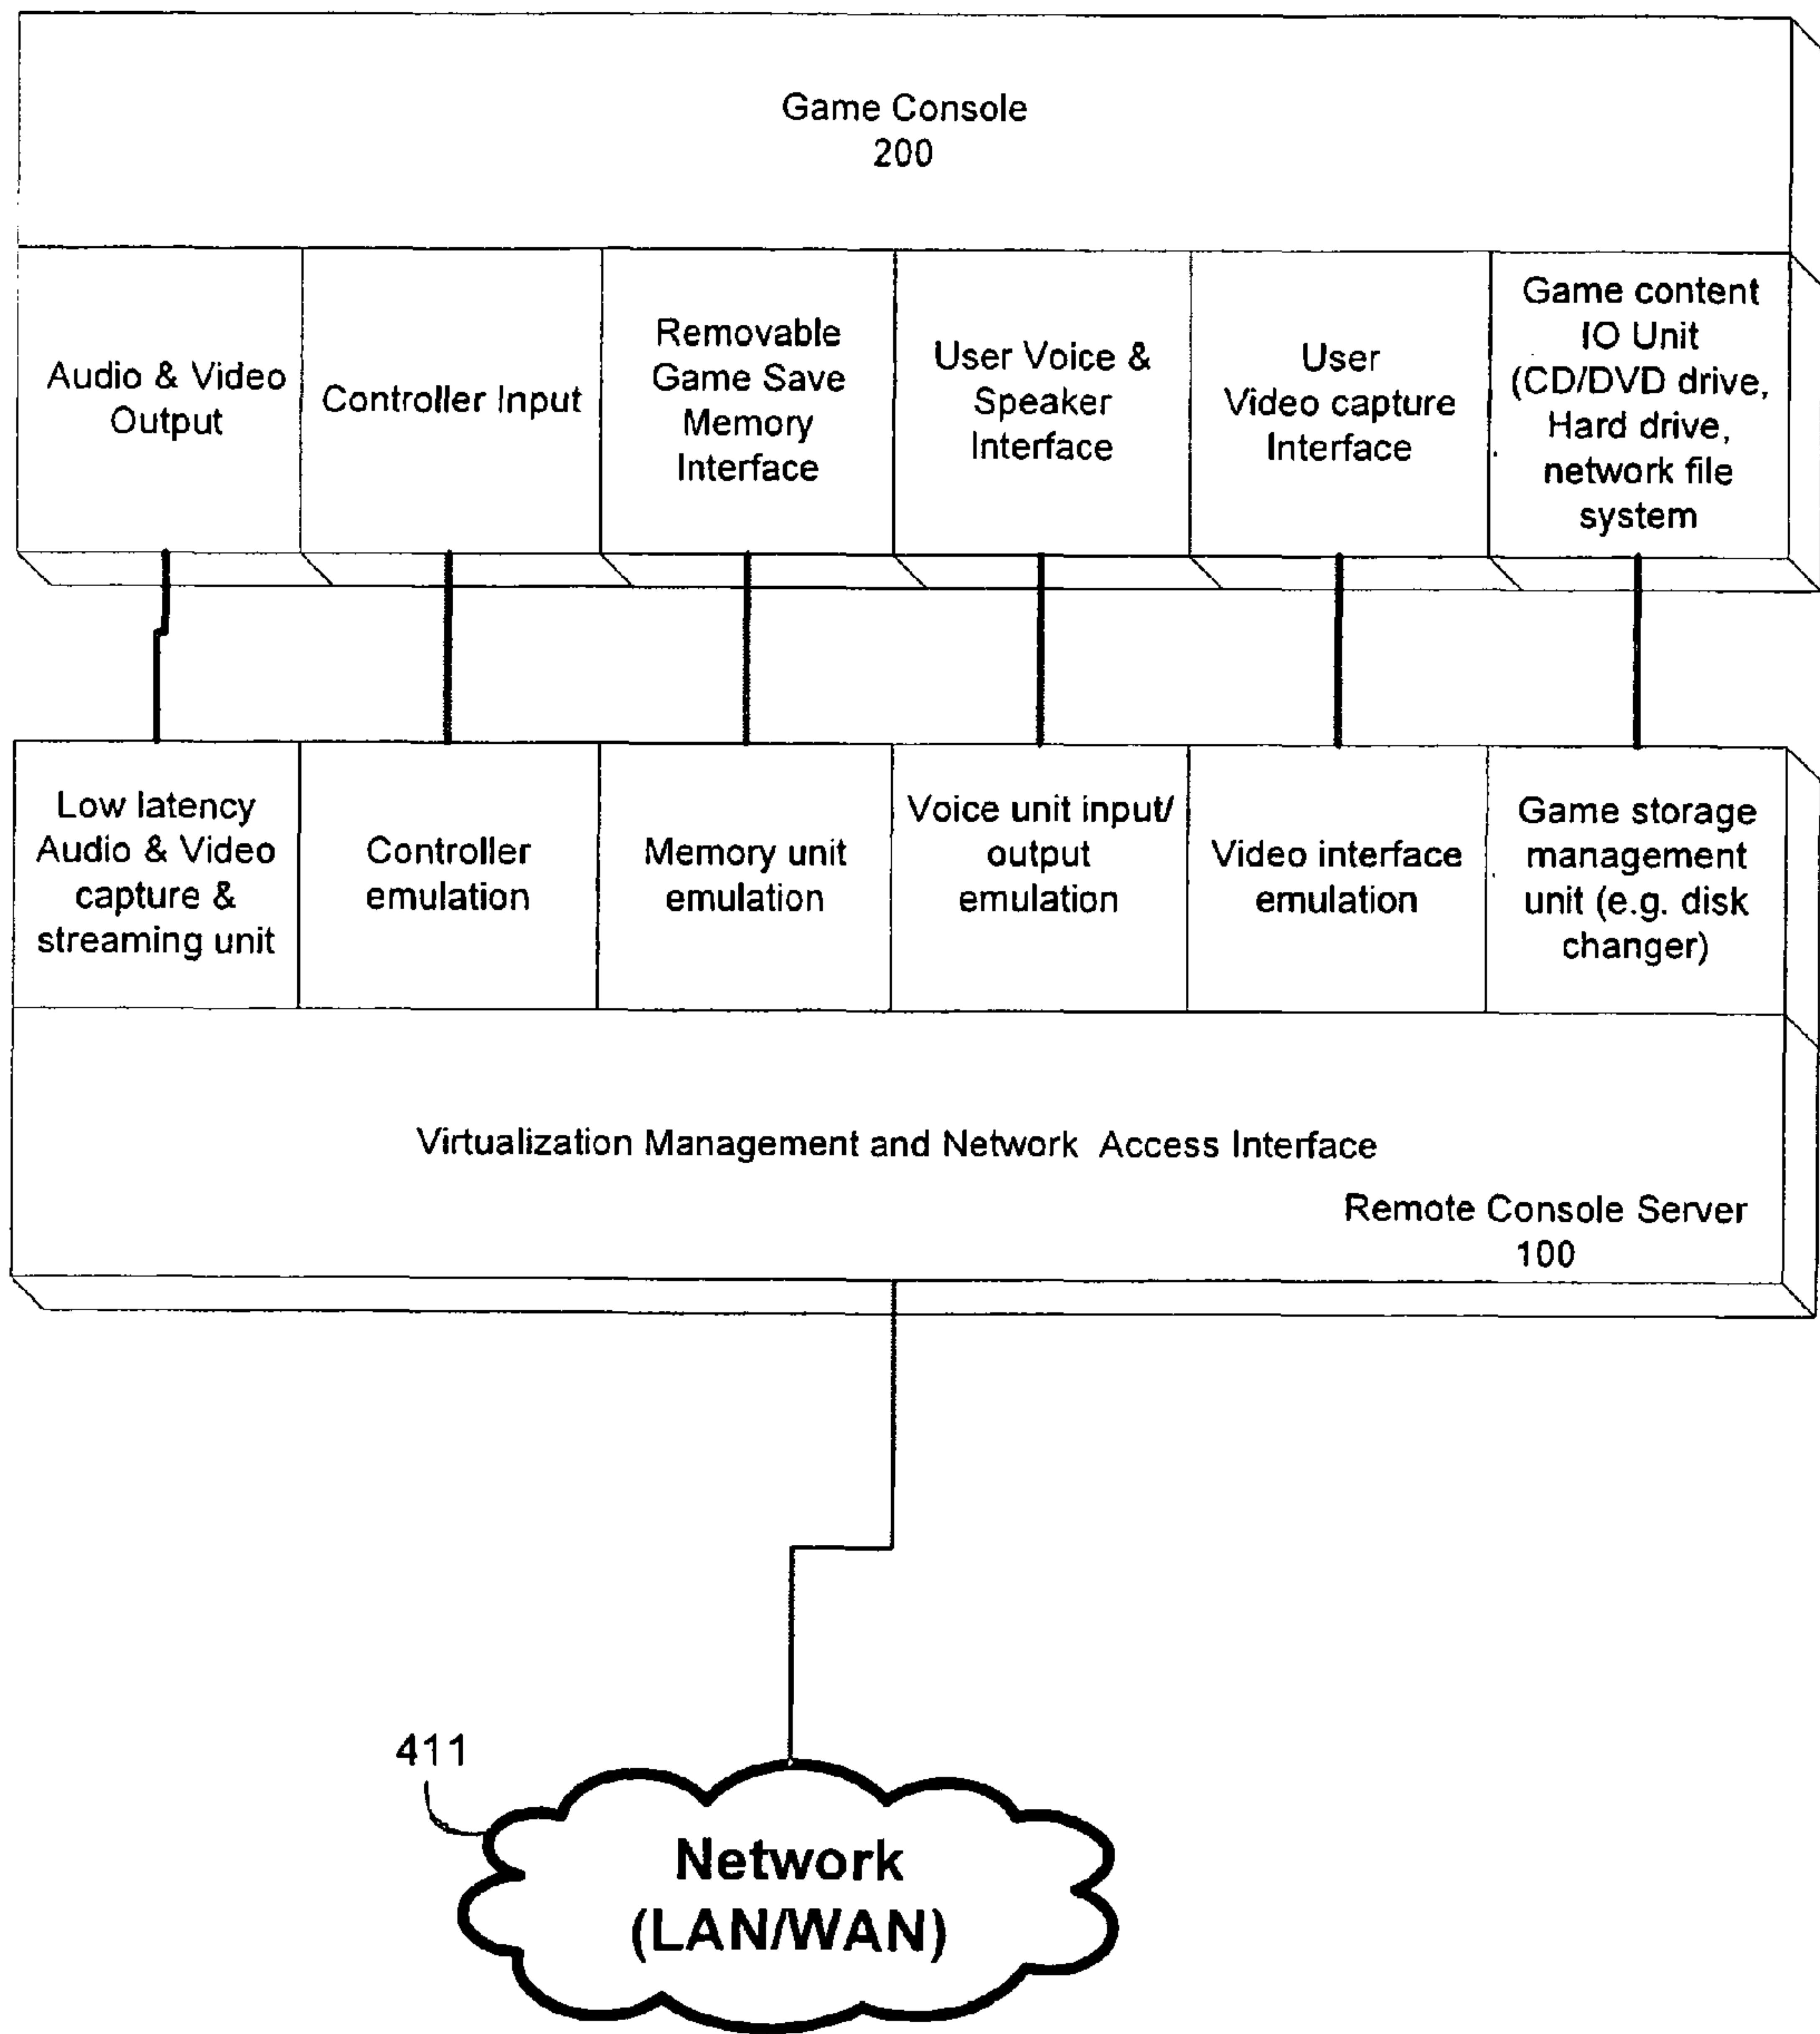 Game Console
200
Audio & Video
Output
Controller Input
Removable
Game Save
Memory
Interface
User Voice &
Speaker
Interface
User
Video capture
Interface
Game content
IO Unit
(CD/DVD drive,
Hard drive,
network file
system
Low latency
Audio & Video
capture &
streaming unit
Controller
emulation
Memory unit
emulation
Voice unit input/
output
emulation
Video interface
emulation
Game storage
management
unit (e.g. disk
changer)
Virtualization Management and Network Access Interface
Remote Console Server
100
411
Network
(LAN/WAN)